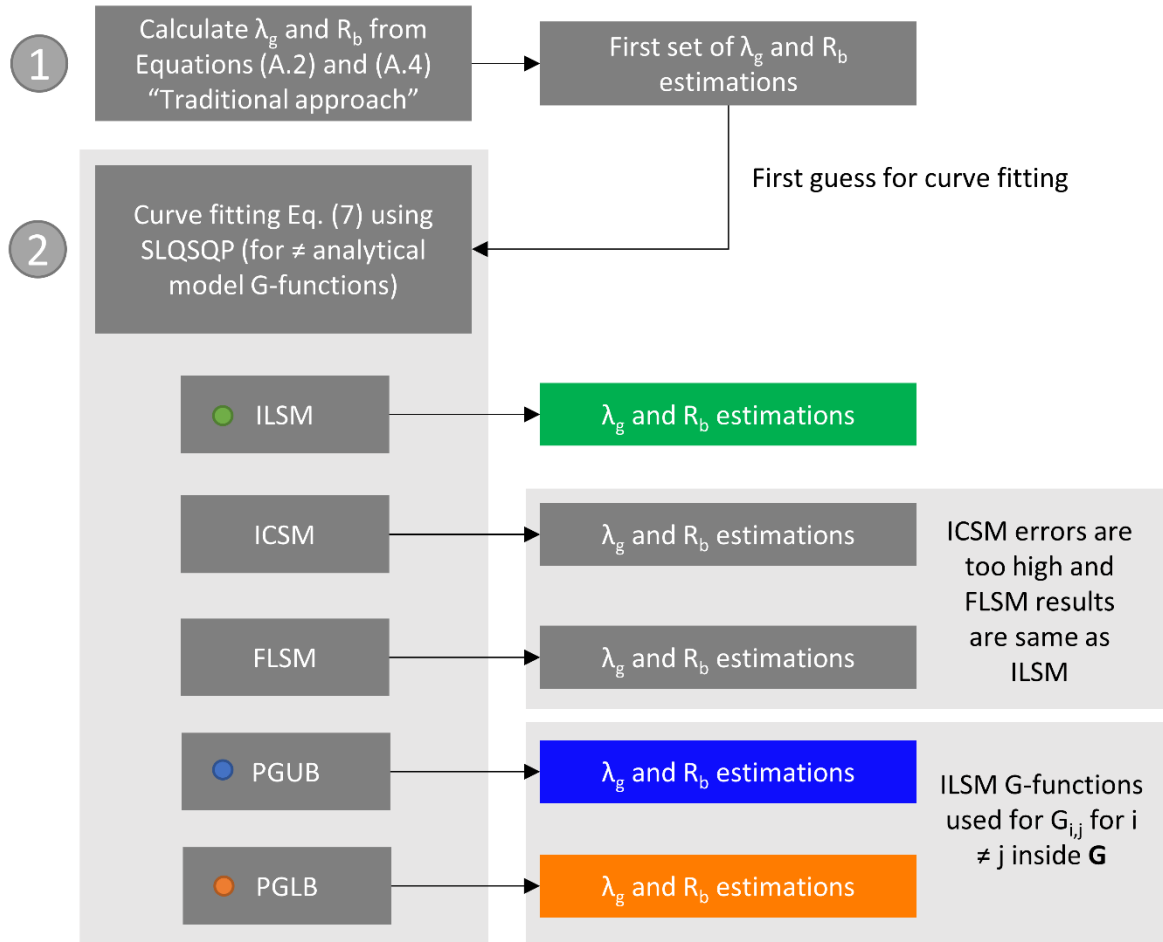 1
Calculate λg and Rb from
Equations (A.2) and (A.4)
“Traditional approach”
First set of λg and Rb
estimations
First guess for curve fitting
2
Curve fitting Eq. (7) using
SLQSQP (for ≠ analytical
model G-functions)
ILSM
λg and Rb estimations
ICSM
λg and Rb estimations
FLSM
λg and Rb estimations
ICSM errors are
too high and
FLSM results
are same as
ILSM
PGUB
λg and Rb estimations
PGLB
λg and Rb estimations
ILSM G-functions
used for Gi,j for i
≠ j inside G